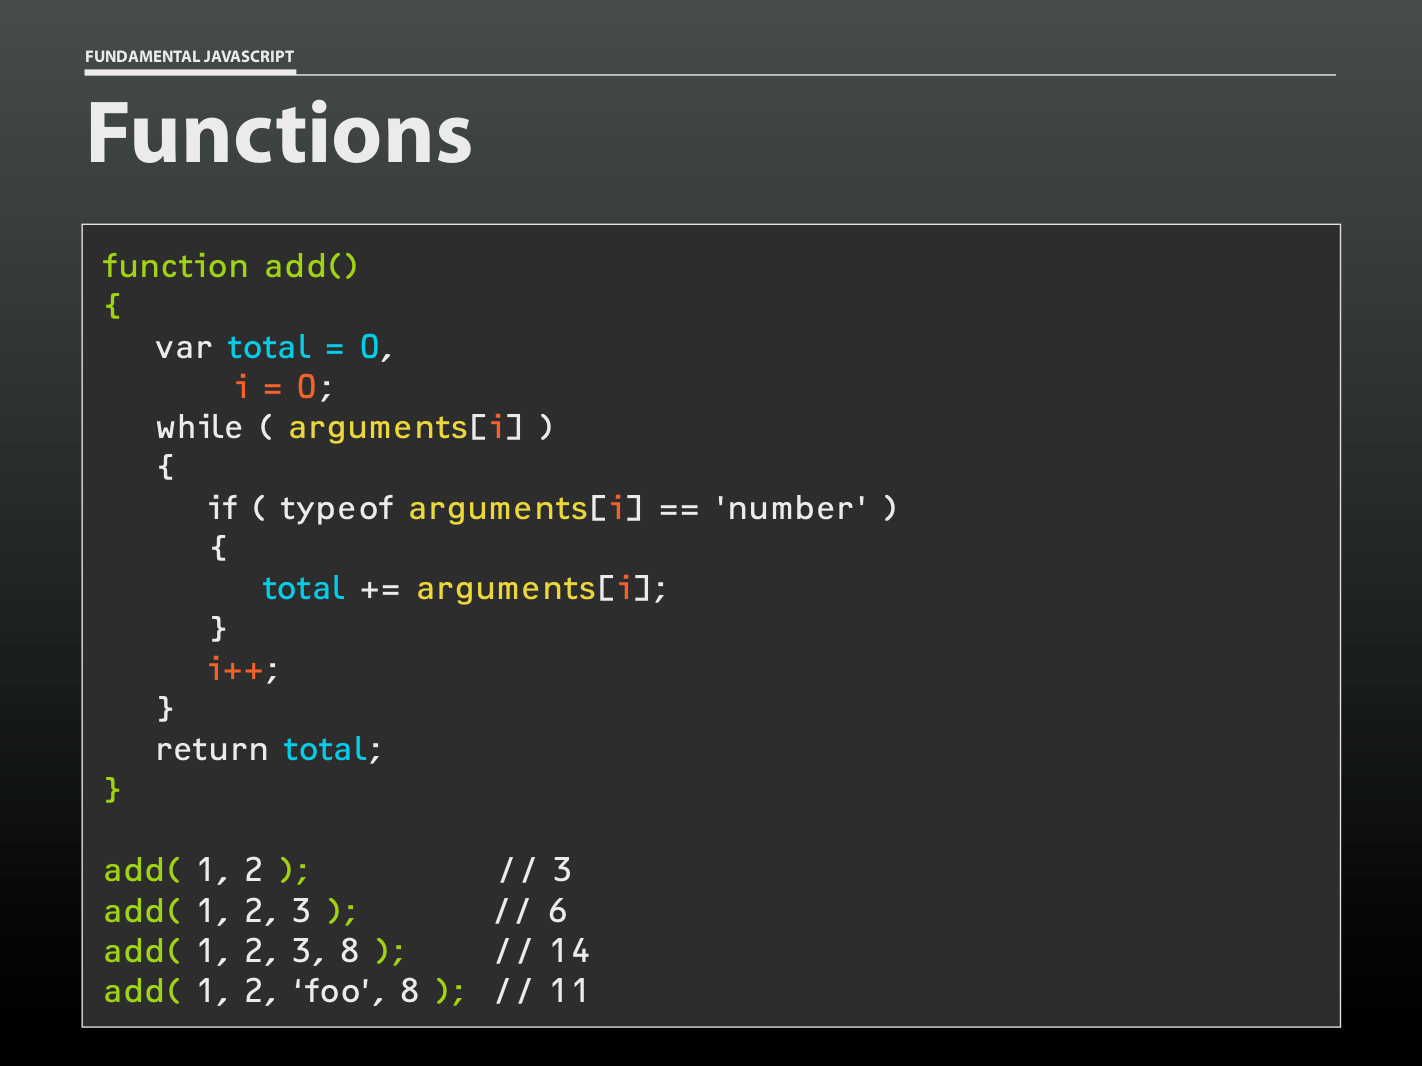 FUNDAMENTAL JAVASCRIPT
Functions
function add()
{
var total = 0,
i = 0;
while ( arguments[i] )
{
if ( typeof arguments[i] == 'number' )
{
total += arguments[i];
}
i++;
}
return total;
}
add( 1, 2 ); // 3
add( 1, 2, 3 ); // 6
add( 1, 2, 3, 8 ); // 14
add( 1, 2, 'foo', 8 ); // 11